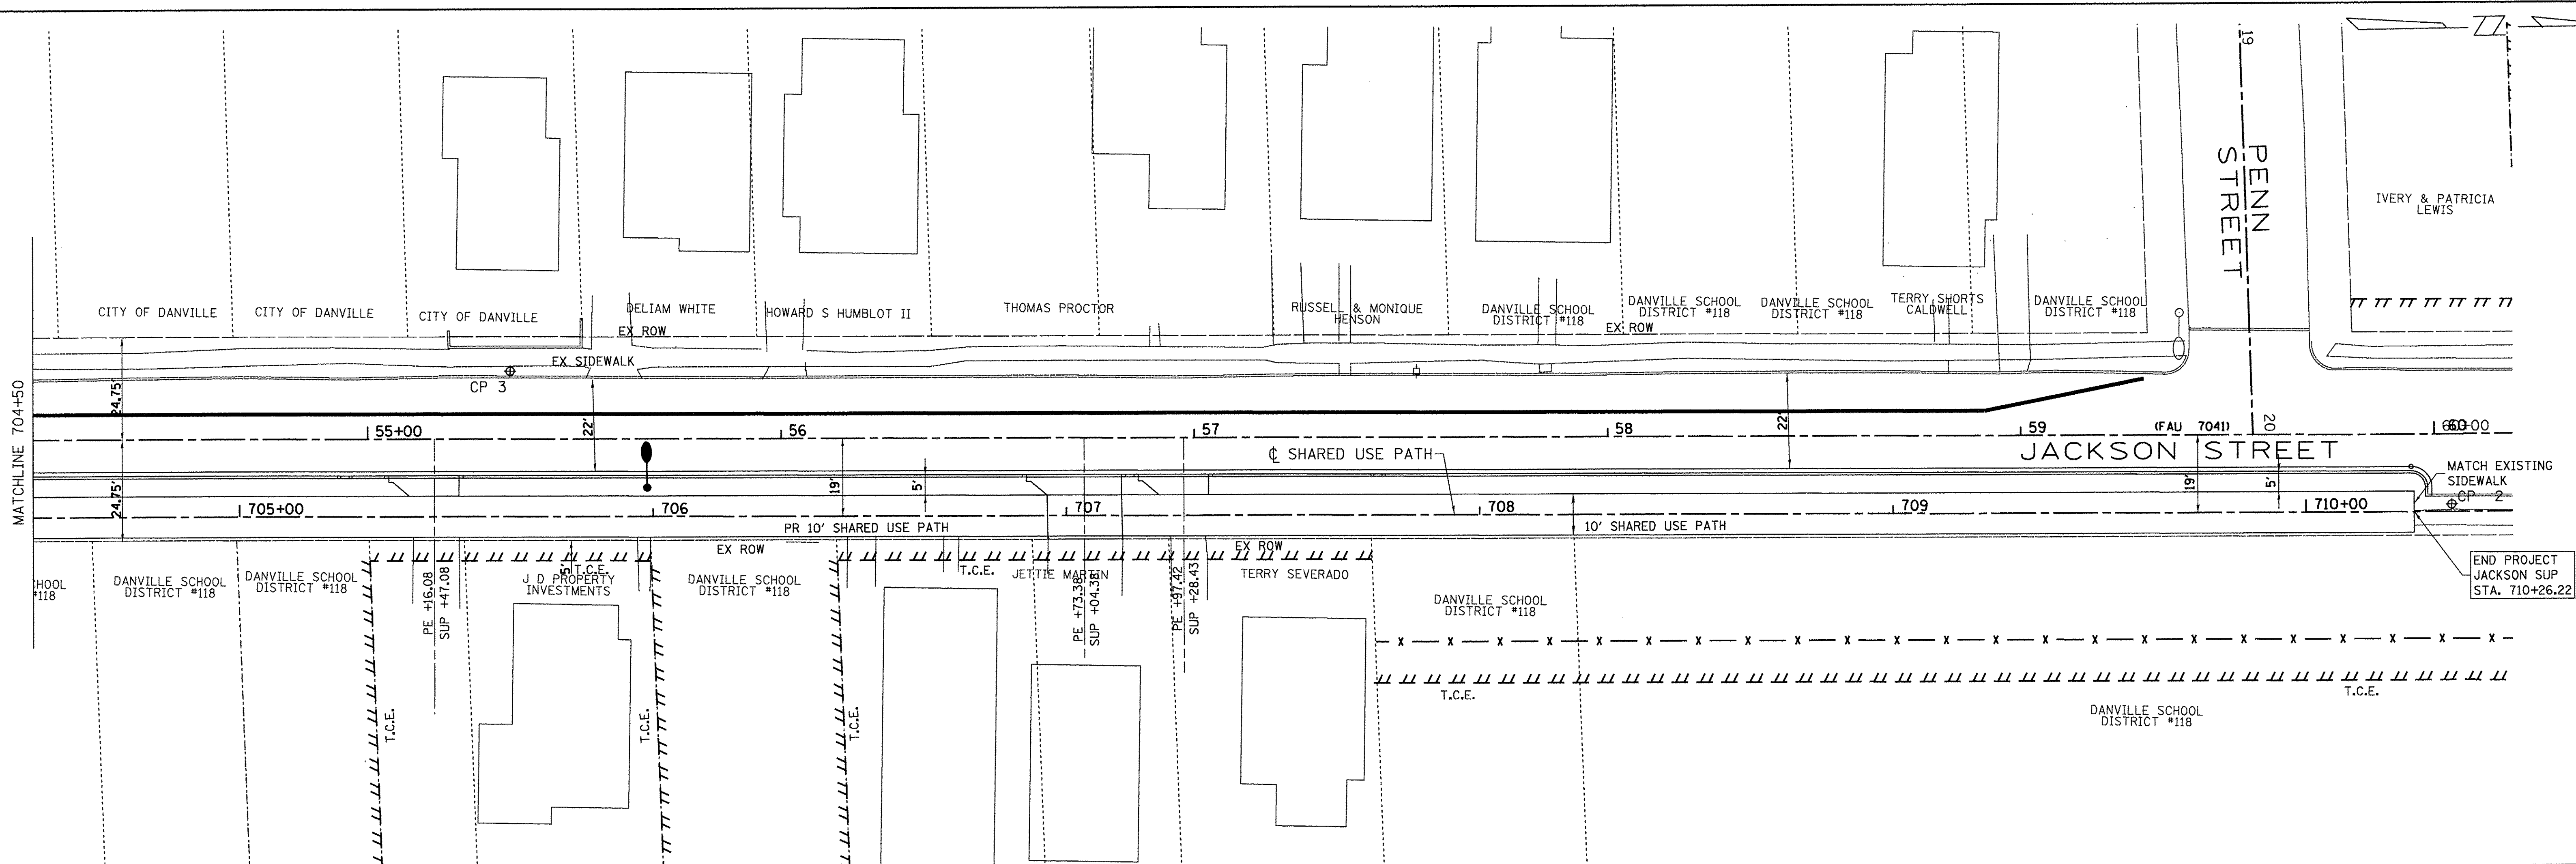 19
PENN
STREET
IVERY & PATRICIA
LEWIS
CITY OF DANVILLE
CITY OF DANVILLE
CITY OF DANVILLE
DELIAM WHITE
HOWARD S HUMBLOT II
THOMAS PROCTOR
RUSSELL & MONIQUE
HENSON
DANVILLE SCHOOL
DISTRICT #118
DANVILLE SCHOOL
DISTRICT #118
DANVILLE SCHOOL
DISTRICT #118
TERRY SHORTS
CALDWELL
DANVILLE SCHOOL
DISTRICT #118
EX ROW
EX ROW
EX SIDEWALK
CP 3
MATCHLINE 704+50
24.75'
24.75'
22'
22'
55+00
56
57
58
59
(FAU 7041)
20
60+00
JACKSON STREET
℄ SHARED USE PATH
19'
5'
19'
5'
MATCH EXISTING
SIDEWALK
CP 2
705+00
706
707
708
709
710+00
PR 10' SHARED USE PATH
10' SHARED USE PATH
EX ROW
EX ROW
END PROJECT
JACKSON SUP
STA. 710+26.22
HOOL
#118
DANVILLE SCHOOL
DISTRICT #118
DANVILLE SCHOOL
DISTRICT #118
PE +16.08
SUP +47.08
5'
T.C.E.
J D PROPERTY
INVESTMENTS
DANVILLE SCHOOL
DISTRICT #118
T.C.E.
JETTIE MARTIN
PE +73.38
SUP +04.38
PE +97.42
SUP +28.43
TERRY SEVERADO
DANVILLE SCHOOL
DISTRICT #118
T.C.E.
T.C.E.
T.C.E.
T.C.E.
T.C.E.
DANVILLE SCHOOL
DISTRICT #118